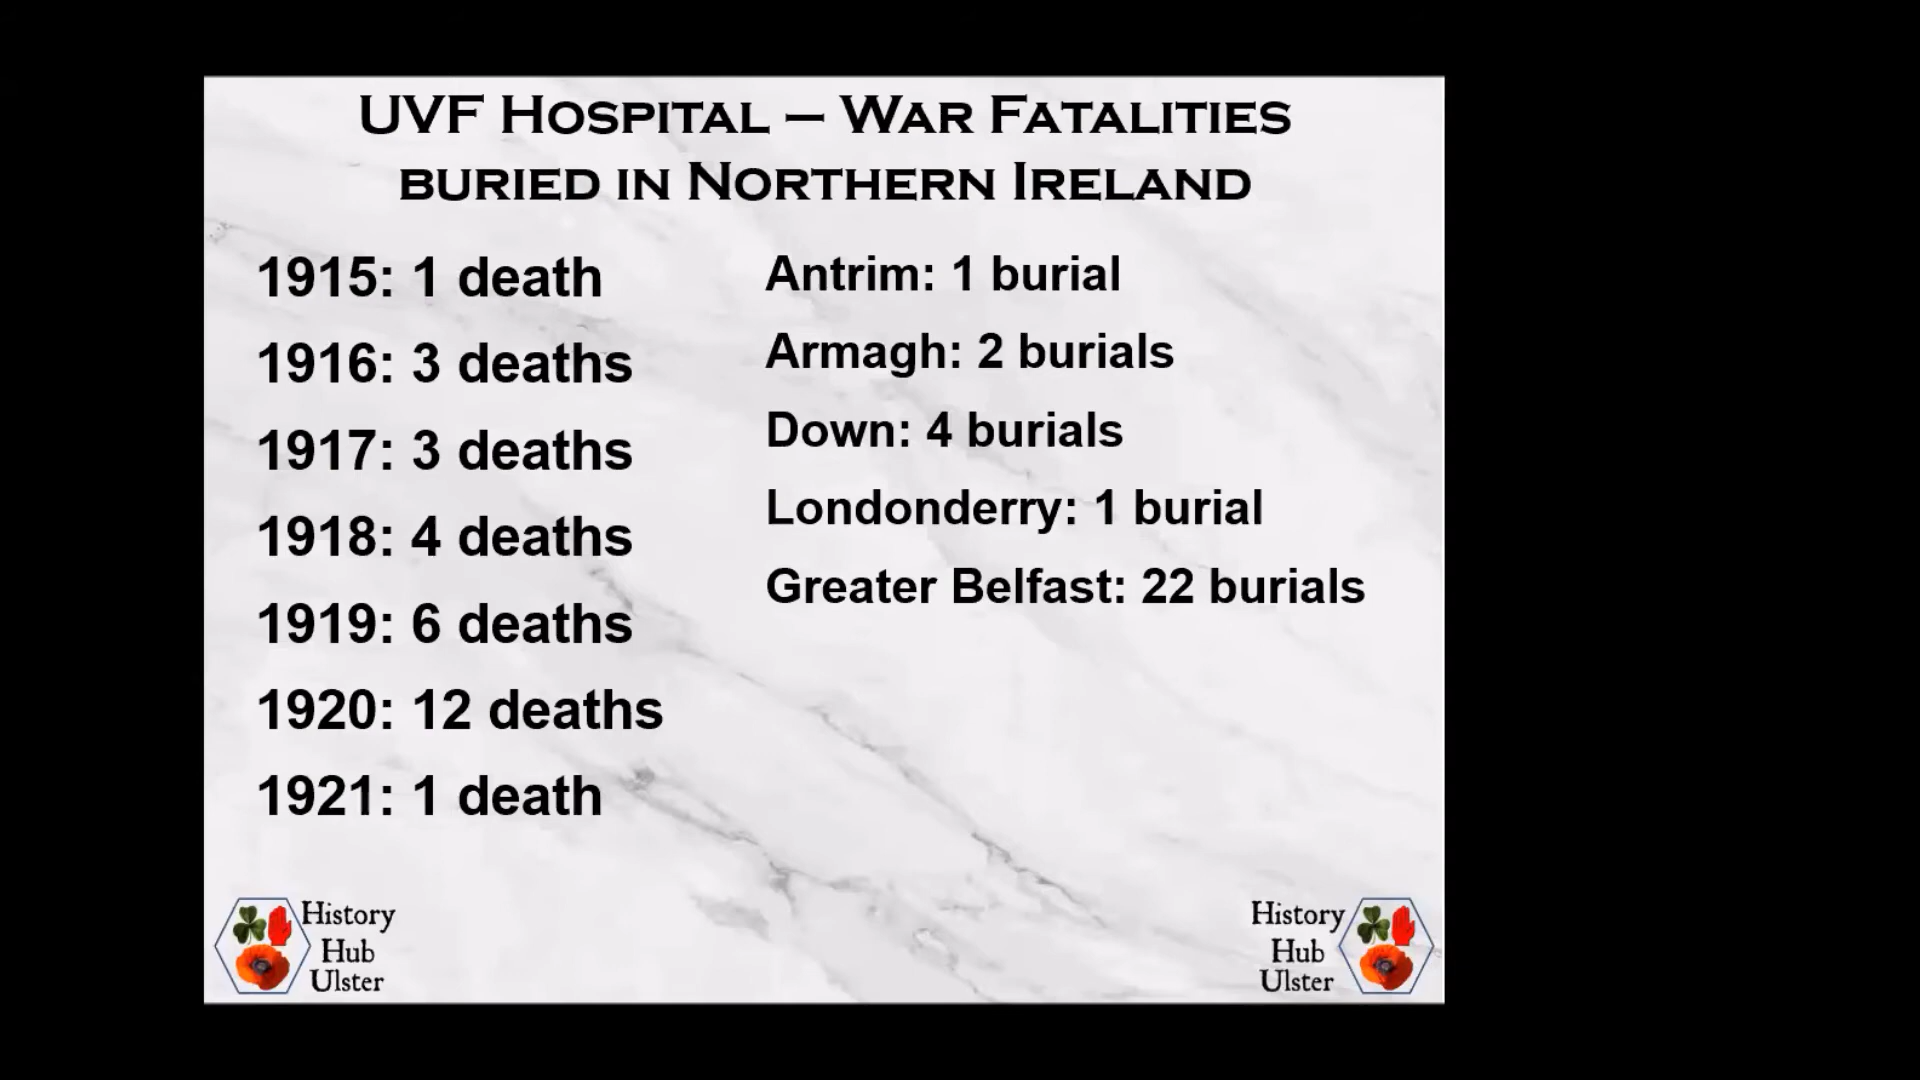 UVF Hospital – War Fatalities
buried in Northern Ireland
1915: 1 death
1916: 3 deaths
1917: 3 deaths
1918: 4 deaths
1919: 6 deaths
1920: 12 deaths
1921: 1 death
Antrim: 1 burial
Armagh: 2 burials
Down: 4 burials
Londonderry: 1 burial
Greater Belfast: 22 burials
History
Hub
Ulster
History
Hub
Ulster